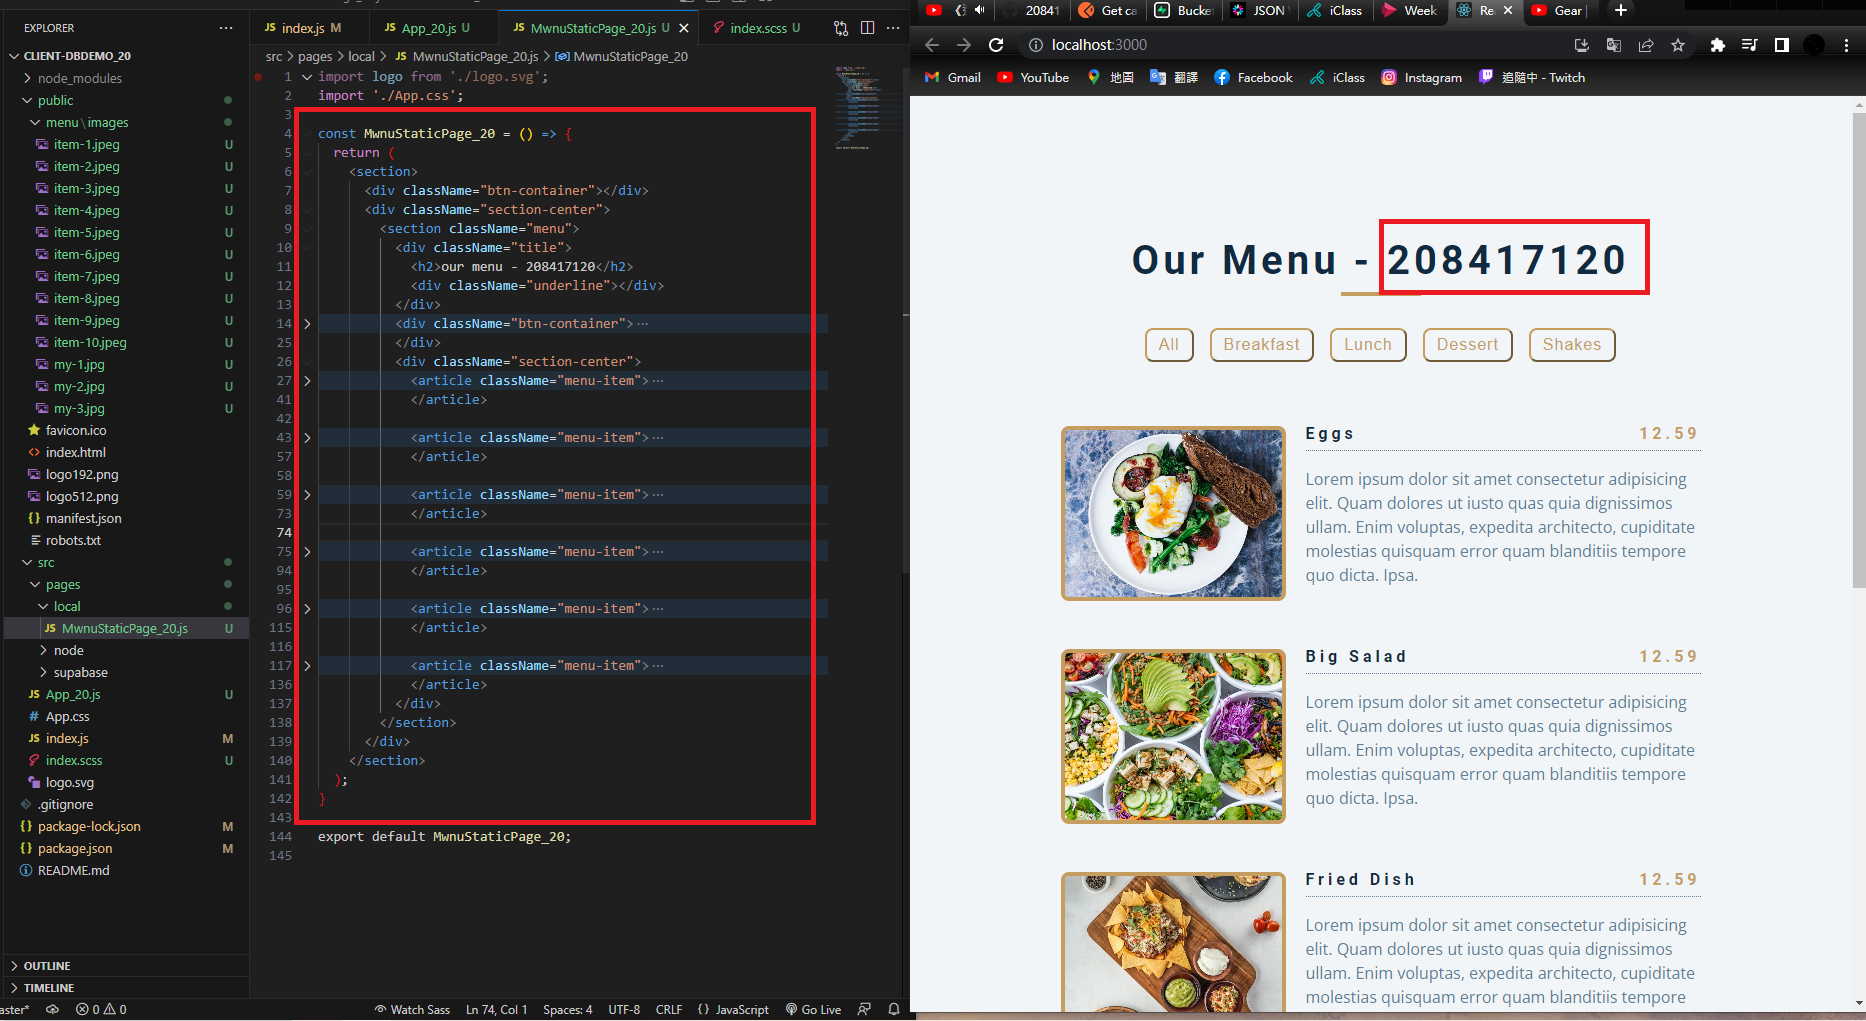 EXPLORER
CLIENT-DBDEMO_20
node_modules
public
menu \ images
item-1.jpeg U
item-2.jpeg U
item-3.jpeg U
item-4.jpeg U
item-5.jpeg U
item-6.jpeg U
item-7.jpeg U
item-8.jpeg U
item-9.jpeg U
item-10.jpeg U
my-1.jpg U
my-2.jpg U
my-3.jpg U
favicon.ico
index.html
logo192.png
logo512.png
manifest.json
robots.txt
src
pages
local
JS MwnuStaticPage_20.js U
node
supabase
JS App_20.js U
# App.css
JS index.js M
index.scss U
logo.svg
.gitignore
package-lock.json M
package.json M
README.md
OUTLINE
TIMELINE
JS index.js M
JS App_20.js U
JS MwnuStaticPage_20.js U
index.scss U
src > pages > local > JS MwnuStaticPage_20.js > MwnuStaticPage_20
1 import logo from './logo.svg';
2 import './App.css';
3
4 const MwnuStaticPage_20 = () => {
5 return (
6 <section>
7 <div className="btn-container"></div>
8 <div className="section-center">
9 <section className="menu">
10 <div className="title">
11 <h2>our menu - 208417120</h2>
12 <div className="underline"></div>
13 </div>
14 <div className="btn-container">···
25 </div>
26 <div className="section-center">
27 <article className="menu-item">···
41 </article>
42
43 <article className="menu-item">···
57 </article>
58
59 <article className="menu-item">···
73 </article>
74
75 <article className="menu-item">···
94 </article>
95
96 <article className="menu-item">···
115 </article>
116
117 <article className="menu-item">···
136 </article>
137 </div>
138 </section>
139 </div>
140 </section>
141 );
142 }
143
144 export default MwnuStaticPage_20;
145
aster* 0 0 Watch Sass Ln 74, Col 1 Spaces: 4 UTF-8 CRLF { } JavaScript Go Live
20841 Get ca Bucket JSON iClass Week Re Gear |
localhost:3000
Gmail YouTube 地圖 翻譯 Facebook iClass Instagram 追隨中 - Twitch
Our Menu - 208417120
All Breakfast Lunch Dessert Shakes
Eggs 12.59
Lorem ipsum dolor sit amet consectetur adipisicing
elit. Quam dolores ut iusto quas quia dignissimos
ullam. Enim voluptas, expedita architecto, cupiditate
molestias quisquam error quam blanditiis tempore
quo dicta. Ipsa.
Big Salad 12.59
Lorem ipsum dolor sit amet consectetur adipisicing
elit. Quam dolores ut iusto quas quia dignissimos
ullam. Enim voluptas, expedita architecto, cupiditate
molestias quisquam error quam blanditiis tempore
quo dicta. Ipsa.
Fried Dish 12.59
Lorem ipsum dolor sit amet consectetur adipisicing
elit. Quam dolores ut iusto quas quia dignissimos
ullam. Enim voluptas, expedita architecto, cupiditate
molestias quisquam error quam blanditiis tempore